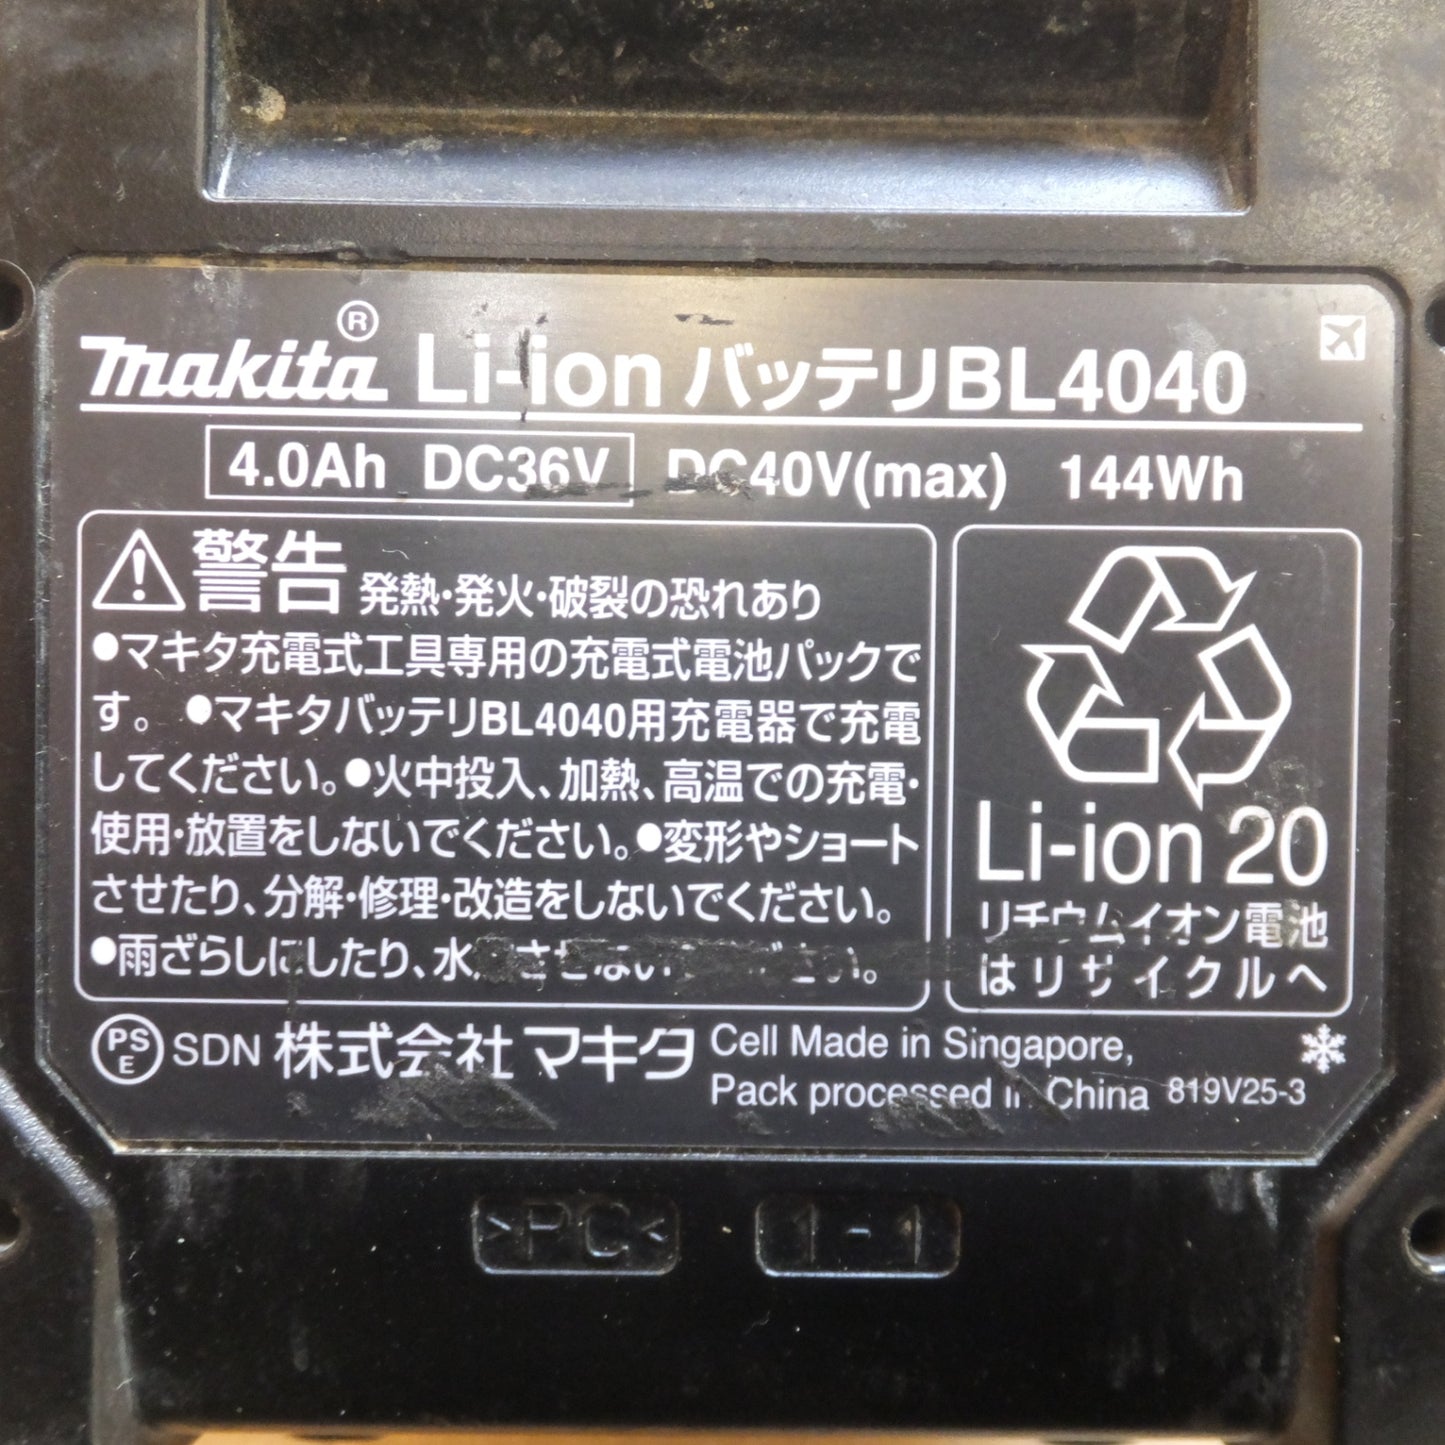 makita® Li-ion バッテリBL4040
4.0Ah DC36V DC40V(max) 144Wh
警告 発熱・発火・破裂の恐れあり
●マキタ充電式工具専用の充電式電池パックで
す。 ●マキタバッテリBL4040用充電器で充電
してください。●火中投入、加熱、高温での充電・
使用・放置をしないでください。●変形やショート
させたり、分解・修理・改造をしないでください。
●雨ざらしにしたり、水
Li-ion 20
リチウムイオン電池
はリサイクルへ
PS
E
SDN 株式会社 マキタ
Cell Made in Singapore,
Pack processed in China 819V25-3
>PC< 1-1